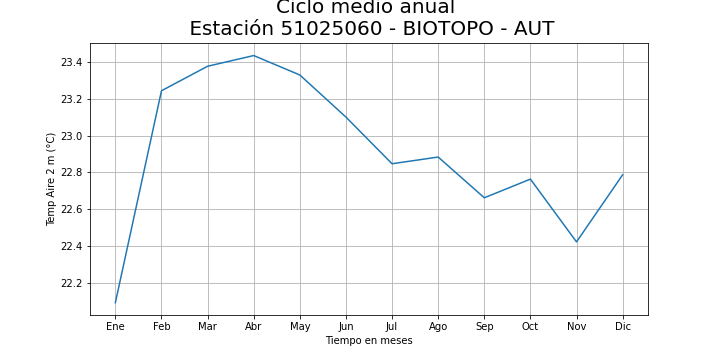 Ciclo medio anual
Estación 51025060 - BIOTOPO - AUT
Temp Aire 2 m (°C)
23.4
23.2
23.0
22.8
22.6
22.4
22.2
Ene Feb Mar Abr May Jun Jul Ago Sep Oct Nov Dic
Tiempo en meses